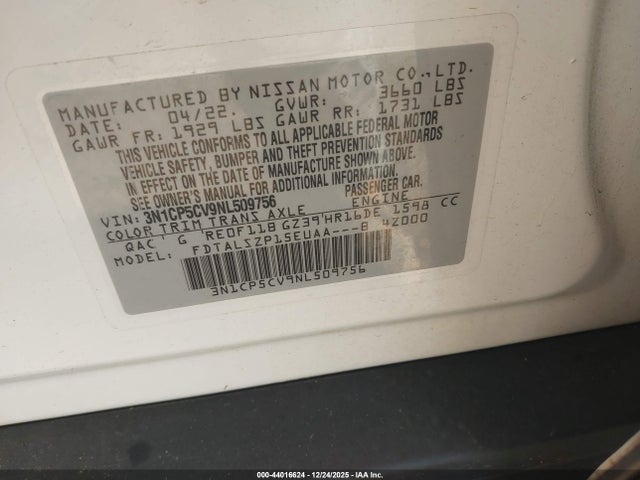 MANUFACTURED BY NISSAN MOTOR CO.,LTD.
DATE: 04/22. GVWR: 3660 LBS
GAWR FR: 1929 LBS GAWR RR: 1731 LBS
THIS VEHICLE CONFORMS TO ALL APPLICABLE FEDERAL MOTOR
VEHICLE SAFETY, BUMPER AND THEFT PREVENTION STANDARDS
IN EFFECT ON THE DATE OF MANUFACTURE SHOWN ABOVE.
SEE OWNER'S MANUAL FOR ADDITIONAL INFORMATION.
VIN: 3N1CP5CV9NL509756 PASSENGER CAR.
COLOR TRIM TRANS AXLE ENGINE
QAC G RE0F11B GZ39 HR16DE 1598 CC
MODEL: FDTALSZP15EUAA---B 4Z000
3N1CP5CV9NL509756
000-44016624 - 12/24/2025 - IAA Inc.